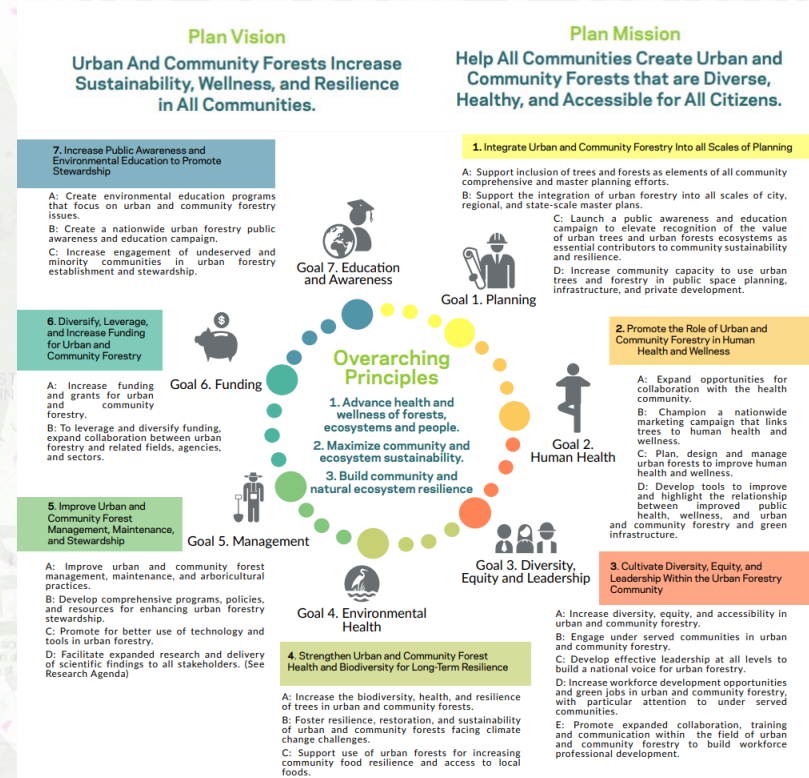 Plan Vision
Urban And Community Forests Increase
Sustainability, Wellness, and Resilience
in All Communities.
Plan Mission
Help All Communities Create Urban and
Community Forests that are Diverse,
Healthy, and Accessible for All Citizens.
7. Increase Public Awareness and
Environmental Education to Promote
Stewardship
A: Create environmental education programs
that focus on urban and community forestry
issues.
B: Create a nationwide urban forestry public
awareness and education campaign.
C: Increase engagement of undeserved and
minority communities in urban forestry
establishment and stewardship.
1. Integrate Urban and Community Forestry Into all Scales of Planning
A: Support inclusion of trees and forests as elements of all community
comprehensive and master planning efforts.
B: Support the integration of urban forestry into all scales of city,
regional, and state-scale master plans.
C: Launch a public awareness and education
campaign to elevate recognition of the value
of urban trees and urban forests ecosystems as
essential contributors to community sustainability
and resilience.
D: Increase community capacity to use urban
trees and forestry in public space planning,
infrastructure, and private development.
Goal 7. Education
and Awareness
Goal 1. Planning
6. Diversify, Leverage,
and Increase Funding
for Urban and
Community Forestry
A: Increase funding
and grants for urban
and community
forestry.
B: To leverage and diversify funding,
expand collaboration between urban
forestry and related fields, agencies,
and sectors.
$
Goal 6. Funding
Overarching
Principles
1. Advance health and
wellness of forests,
ecosystems and people.
2. Maximize community and
ecosystem sustainability.
3. Build community and
natural ecosystem resilience
2. Promote the Role of Urban and
Community Forestry in Human
Health and Wellness
A: Expand opportunities for
collaboration with the health
community.
B: Champion a nationwide
marketing campaign that links
trees to human health and
wellness.
C: Plan, design and manage
urban forests to improve human
health and wellness.
D: Develop tools to improve
and highlight the relationship
between improved public
health, wellness, and urban
and community forestry and green
infrastructure.
Goal 2.
Human Health
5. Improve Urban and
Community Forest
Management, Maintenance,
and Stewardship
Goal 5. Management
A: Improve urban and community forest
management, maintenance, and arboricultural
practices.
B: Develop comprehensive programs, policies,
and resources for enhancing urban forestry
stewardship.
C: Promote for better use of technology and
tools in urban forestry.
D: Facilitate expanded research and delivery
of scientific findings to all stakeholders. (See
Research Agenda)
Goal 4. Environmental
Health
Goal 3. Diversity,
Equity and Leadership
3. Cultivate Diversity, Equity, and
Leadership Within the Urban Forestry
Community
A: Increase diversity, equity, and accessibility in
urban and community forestry.
B: Engage under served communities in urban
and community forestry.
C: Develop effective leadership at all levels to
build a national voice for urban forestry.
D: Increase workforce development opportunities
and green jobs in urban and community forestry,
with particular attention to under served
communities.
E: Promote expanded collaboration, training
and communication within the field of urban
and community forestry to build workforce
professional development.
4. Strengthen Urban and Community Forest
Health and Biodiversity for Long-Term Resilience
A: Increase the biodiversity, health, and resilience
of trees in urban and community forests.
B: Foster resilience, restoration, and sustainability
of urban and community forests facing climate
change challenges.
C: Support use of urban forests for increasing
community food resilience and access to local
foods.